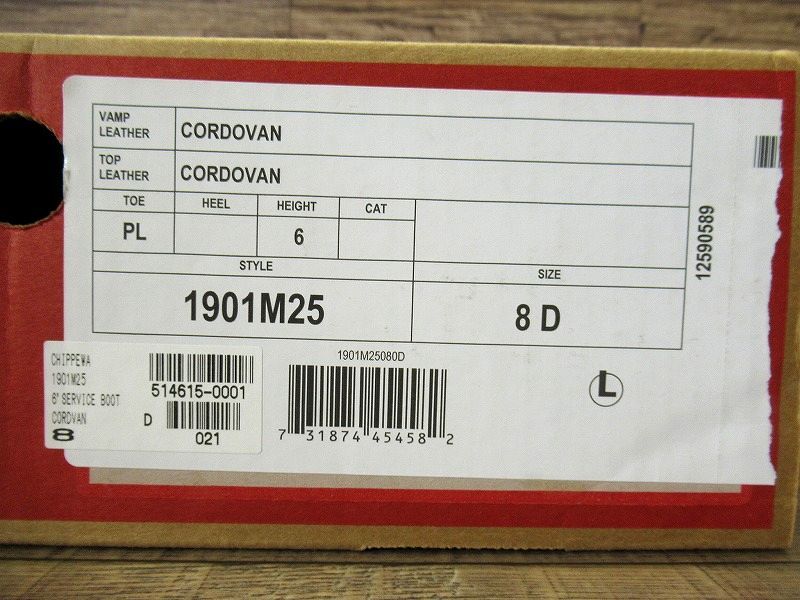 VAMP LEATHER CORDOVAN
TOP LEATHER CORDOVAN
TOE HEEL HEIGHT CAT
PL 6
STYLE SIZE
1901M25 8 D
12590589
1901M25080D
7 31874 45458 2
L
CHIPPEWA
1901M25
6' SERVICE BOOT
CORDVAN
8
514615-0001
D
021